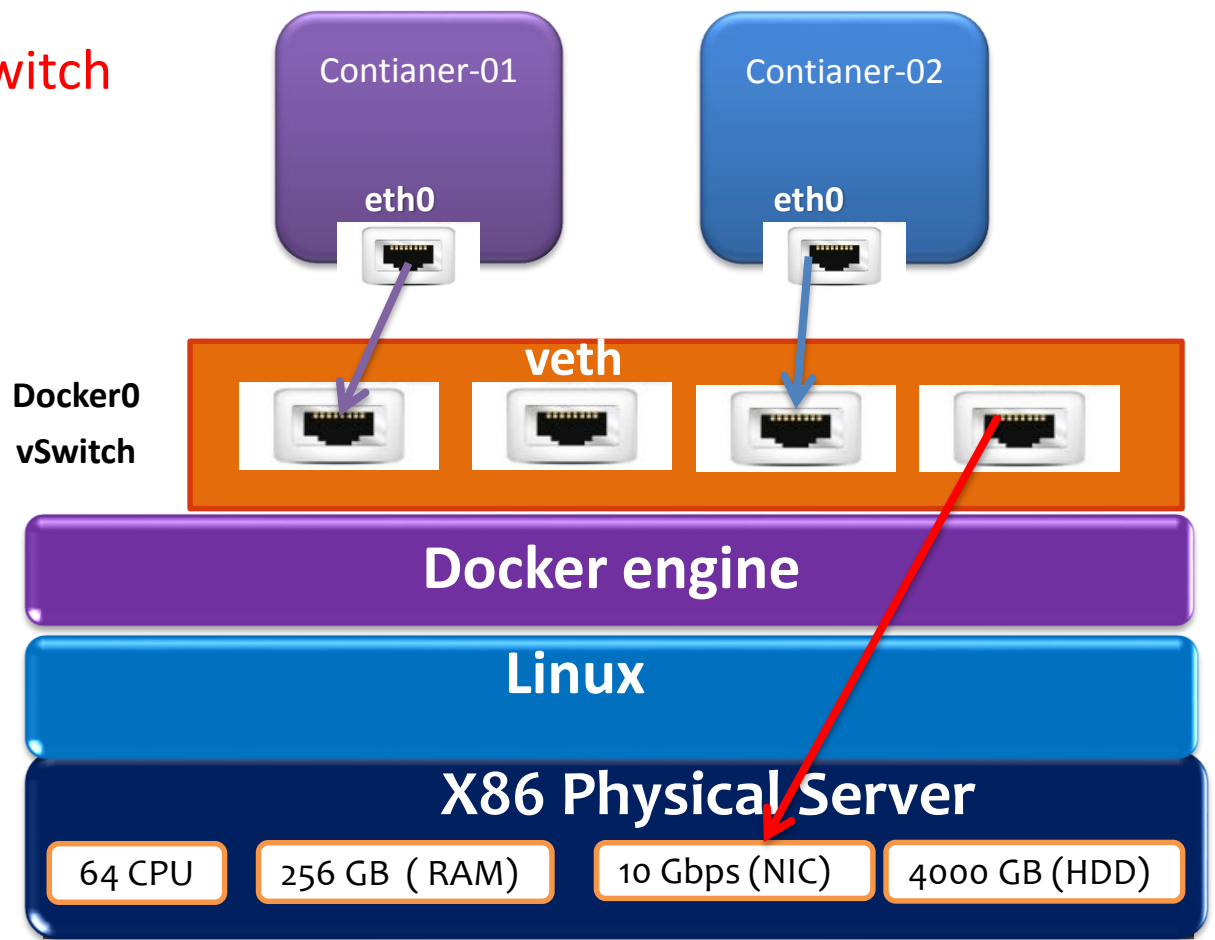 witch
Contianer-01
Contianer-02
eth0
eth0
veth
Docker0
vSwitch
Docker engine
Linux
X86 Physical Server
64 CPU
256 GB ( RAM)
10 Gbps (NIC)
4000 GB (HDD)